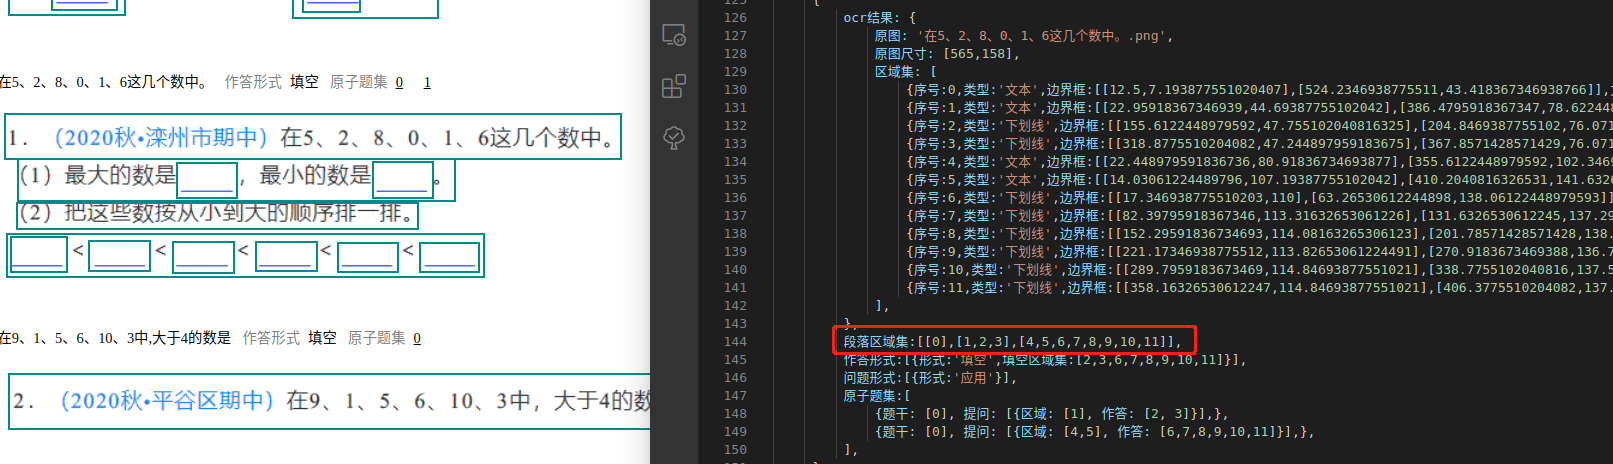 在5、2、8、0、1、6这几个数中。 作答形式 填空 原子题集 0 1
1. （2020秋•滦州市期中）在5、2、8、0、1、6这几个数中。
（1）最大的数是____，最小的数是____。
（2）把这些数按从小到大的顺序排一排。
____<____<____<____<____<____
在9、1、5、6、10、3中,大于4的数是 作答形式 填空 原子题集 0
2. （2020秋•平谷区期中）在9、1、5、6、10、3中，大于4的数
125 {
126 ocr结果: {
127 原图: '在5、2、8、0、1、6这几个数中。.png',
128 原图尺寸: [565,158],
129 区域集: [
130 {序号:0,类型:'文本',边界框:[[12.5,7.193877551020407],[524.2346938775511,43.418367346938766]],
131 {序号:1,类型:'文本',边界框:[[22.95918367346939,44.69387755102042],[386.4795918367347,78.622448
132 {序号:2,类型:'下划线',边界框:[[155.6122448979592,47.755102040816325],[204.8469387755102,76.071
133 {序号:3,类型:'下划线',边界框:[[318.8775510204082,47.244897959183675],[367.8571428571429,76.071
134 {序号:4,类型:'文本',边界框:[[22.448979591836736,80.91836734693877],[355.6122448979592,102.3469
135 {序号:5,类型:'文本',边界框:[[14.03061224489796,107.19387755102042],[410.2040816326531,141.6326
136 {序号:6,类型:'下划线',边界框:[[17.346938775510203,110],[63.26530612244898,138.06122448979593]]
137 {序号:7,类型:'下划线',边界框:[[82.39795918367346,113.31632653061226],[131.6326530612245,137.29
138 {序号:8,类型:'下划线',边界框:[[152.29591836734693,114.08163265306123],[201.78571428571428,138.
139 {序号:9,类型:'下划线',边界框:[[221.17346938775512,113.82653061224491],[270.9183673469388,136.7
140 {序号:10,类型:'下划线',边界框:[[289.7959183673469,114.84693877551021],[338.7755102040816,137.5
141 {序号:11,类型:'下划线',边界框:[[358.16326530612247,114.84693877551021],[406.3775510204082,137.
142 ],
143 },
144 段落区域集:[[0],[1,2,3],[4,5,6,7,8,9,10,11]],
145 作答形式:[{形式:'填空',填空区域集:[2,3,6,7,8,9,10,11]}],
146 问题形式:[{形式:'应用'}],
147 原子题集:[
148 {题干: [0], 提问: [{区域: [1], 作答: [2, 3]}],},
149 {题干: [0], 提问: [{区域: [4,5], 作答: [6,7,8,9,10,11]}],},
150 ],